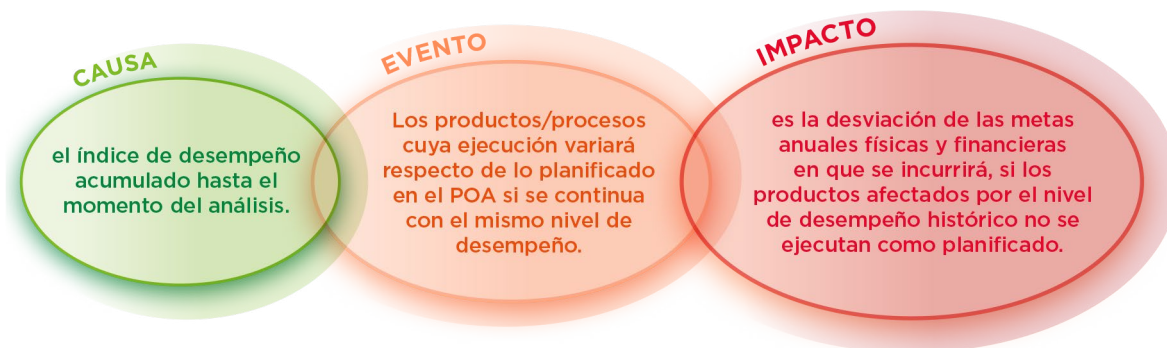 CAUSA
el índice de desempeño
acumulado hasta el
momento del análisis.
EVENTO
Los productos/procesos
cuya ejecución variará
respecto de lo planificado
en el POA si se continua
con el mismo nivel de
desempeño.
IMPACTO
es la desviación de las metas
anuales físicas y financieras
en que se incurrirá, si los
productos afectados por el nivel
de desempeño histórico no se
ejecutan como planificado.